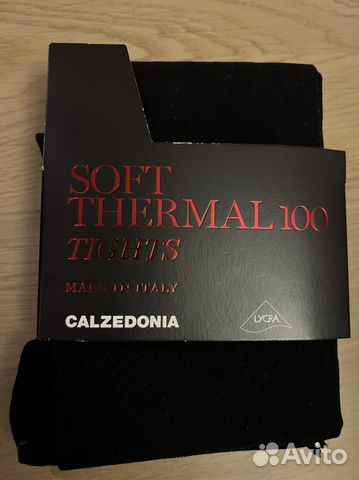 SOFT
THERMAL 100
TIGHTS
MADE IN ITALY
CALZEDONIA
LYCRA
Avito